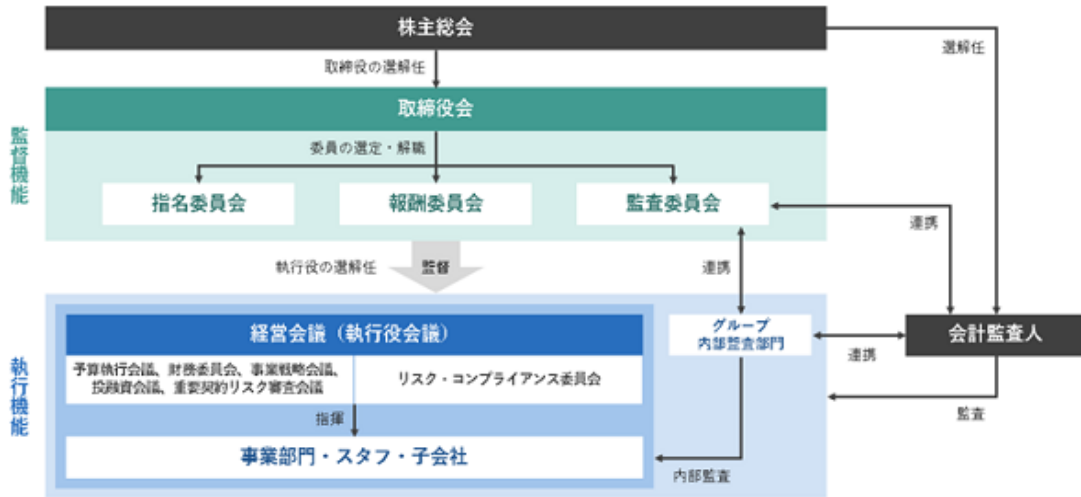 株主総会
選解任
取締役の選解任
取締役会
監督機能
委員の選定・解職
指名委員会
報酬委員会
監査委員会
連携
執行役の選解任
監督
連携
経営会議（執行役会議）
グループ
内部監査部門
会計監査人
連携
予算執行会議、財務委員会、事業戦略会議、
投融資会議、重要契約リスク審査会議
リスク・コンプライアンス委員会
執行機能
指揮
監査
事業部門・スタッフ・子会社
内部監査